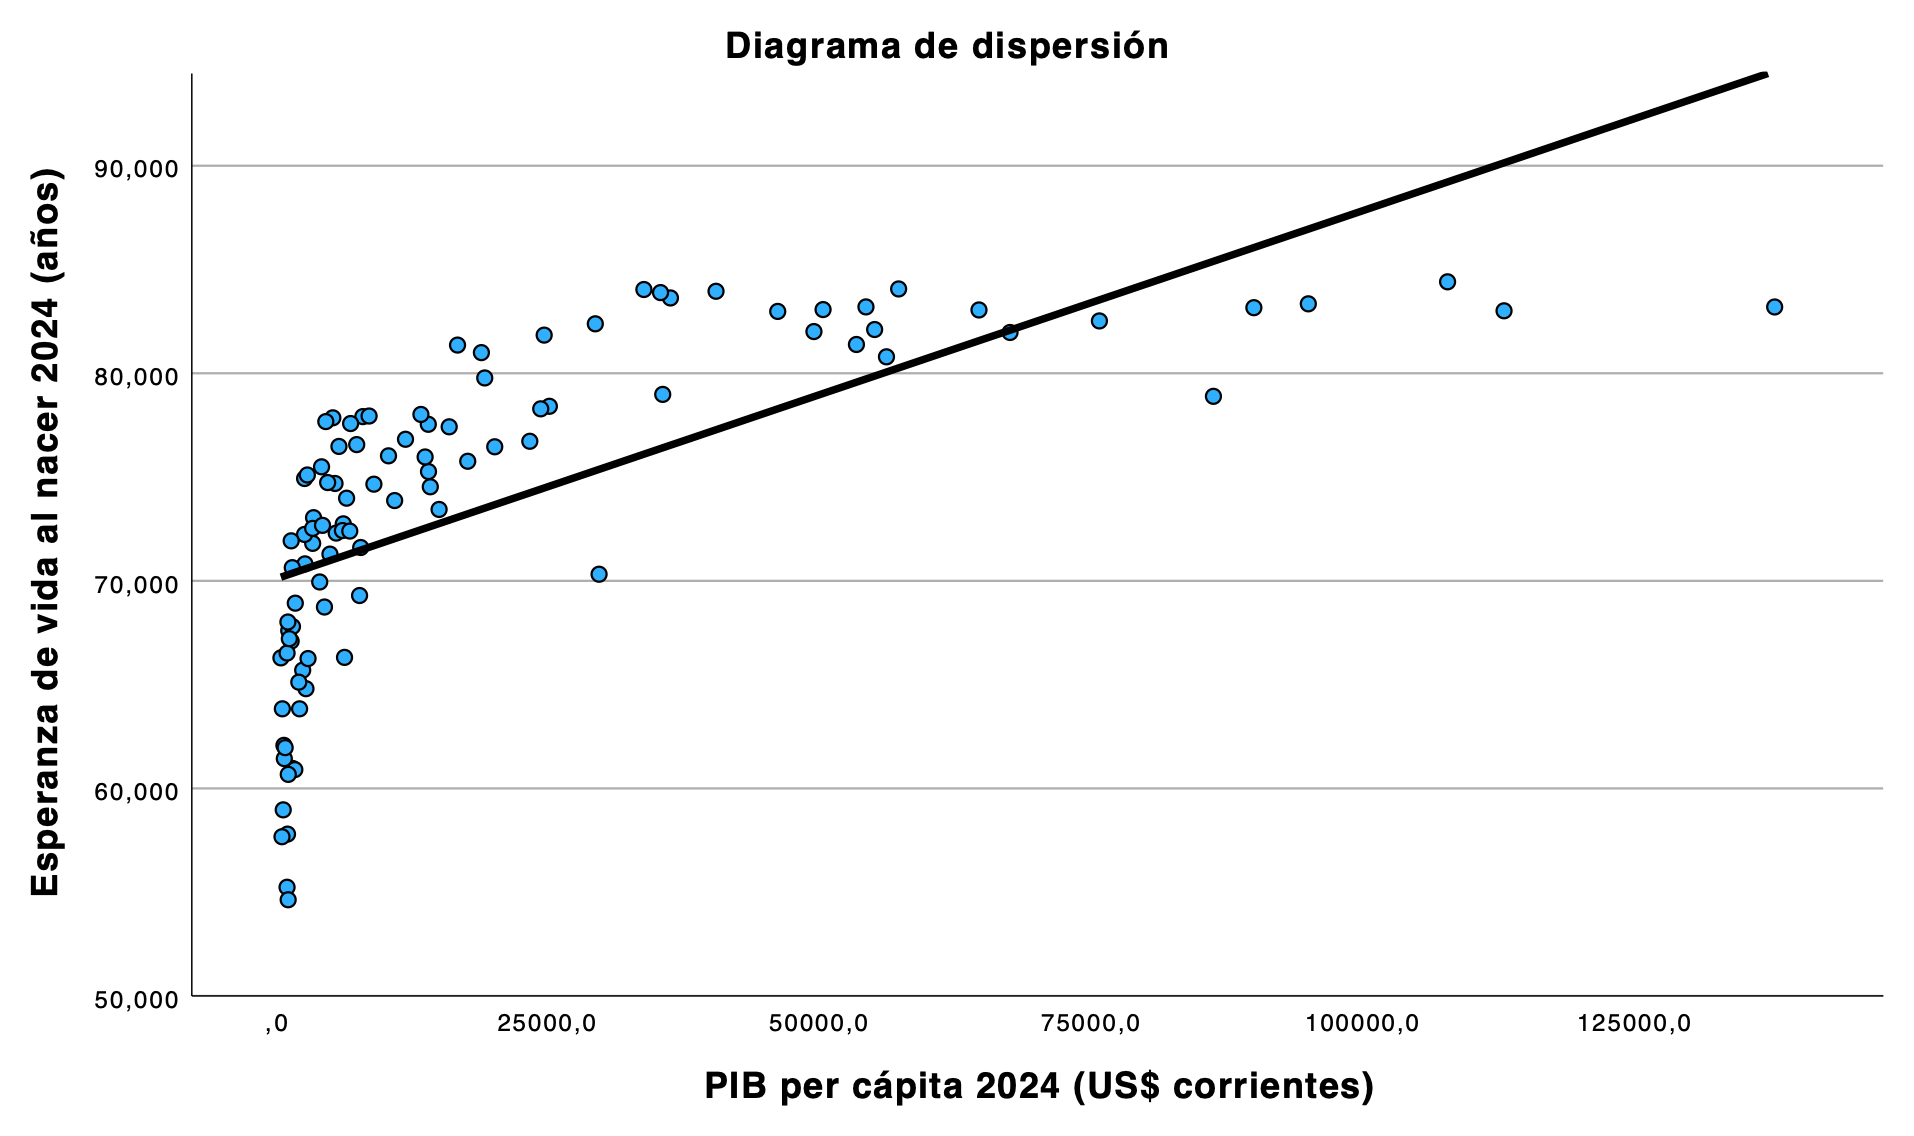 Diagrama de dispersión
Esperanza de vida al nacer 2024 (años)
90,000
80,000
70,000
60,000
50,000
,0 25000,0 50000,0 75000,0 100000,0 125000,0
PIB per cápita 2024 (US$ corrientes)